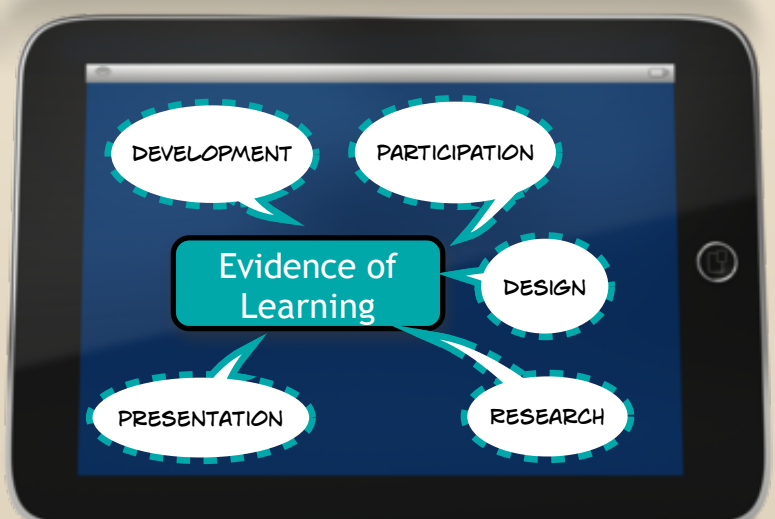 DEVELOPMENT
PARTICIPATION
Evidence of
Learning
DESIGN
PRESENTATION
RESEARCH